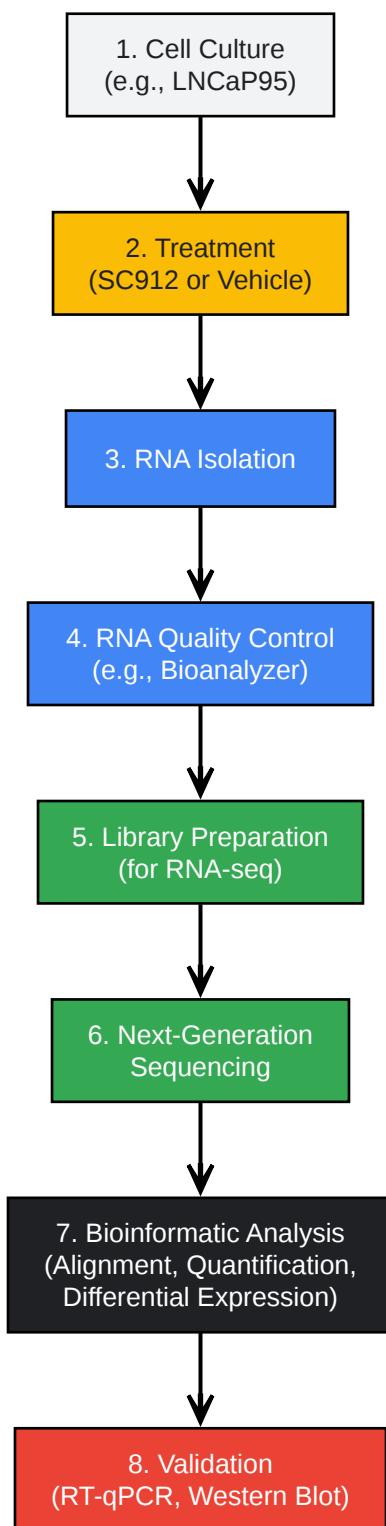 1. Cell Culture
(e.g., LNCaP95)
2. Treatment
(SC912 or Vehicle)
3. RNA Isolation
4. RNA Quality Control
(e.g., Bioanalyzer)
5. Library Preparation
(for RNA-seq)
6. Next-Generation
Sequencing
7. Bioinformatic Analysis
(Alignment, Quantification,
Differential Expression)
8. Validation
(RT-qPCR, Western Blot)